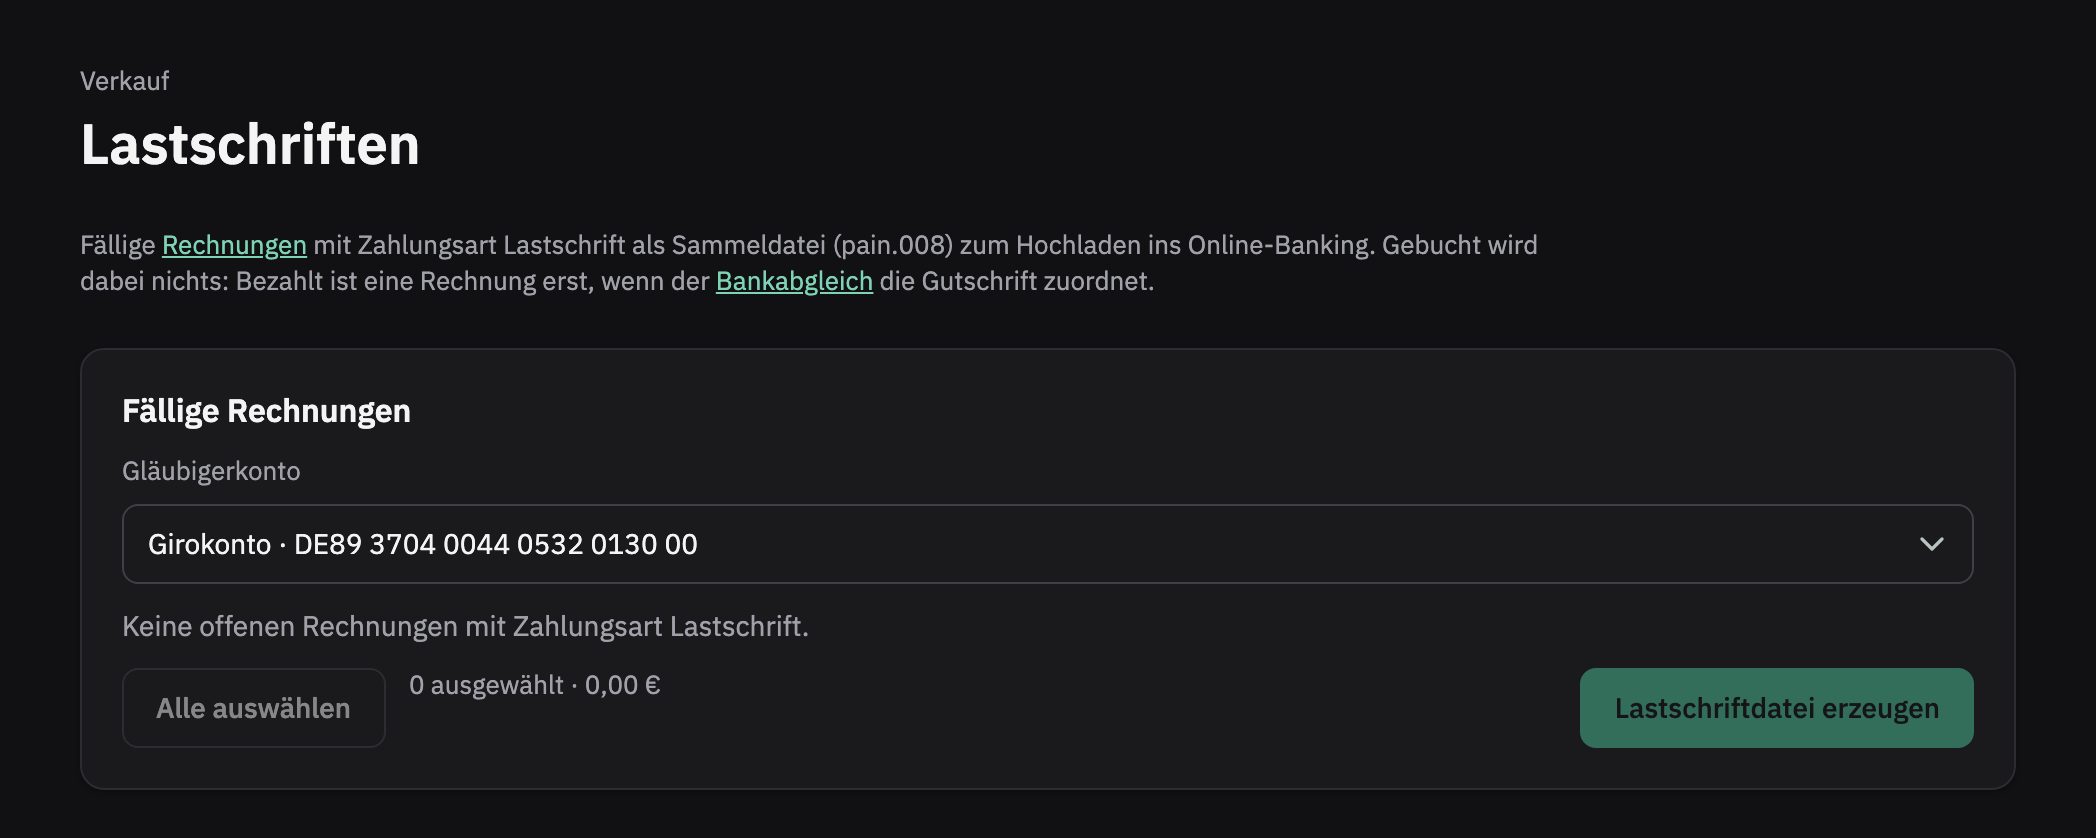 Verkauf
Lastschriften
Fällige Rechnungen mit Zahlungsart Lastschrift als Sammeldatei (pain.008) zum Hochladen ins Online-Banking. Gebucht wird
dabei nichts: Bezahlt ist eine Rechnung erst, wenn der Bankabgleich die Gutschrift zuordnet.
Fällige Rechnungen
Gläubigerkonto
Girokonto · DE89 3704 0044 0532 0130 00
Keine offenen Rechnungen mit Zahlungsart Lastschrift.
Alle auswählen
0 ausgewählt · 0,00 €
Lastschriftdatei erzeugen